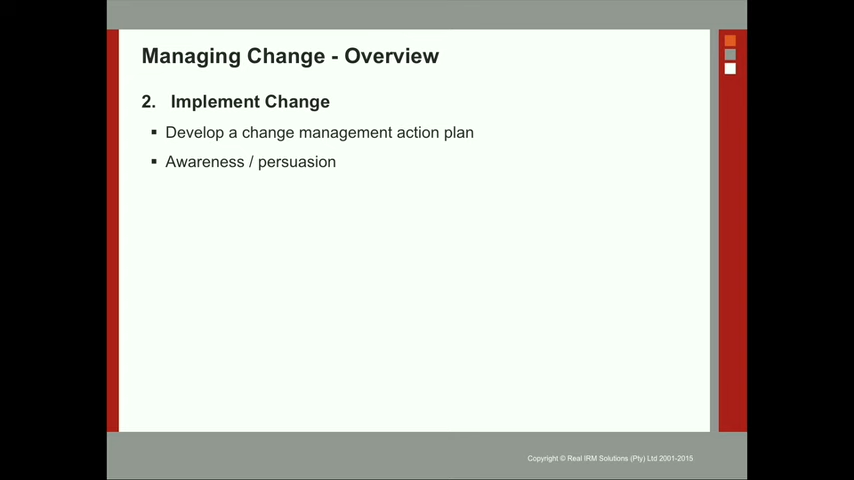 Managing Change - Overview
2. Implement Change
▪ Develop a change management action plan
▪ Awareness / persuasion
Copyright © Real IRM Solutions (Pty) Ltd 2001-2015